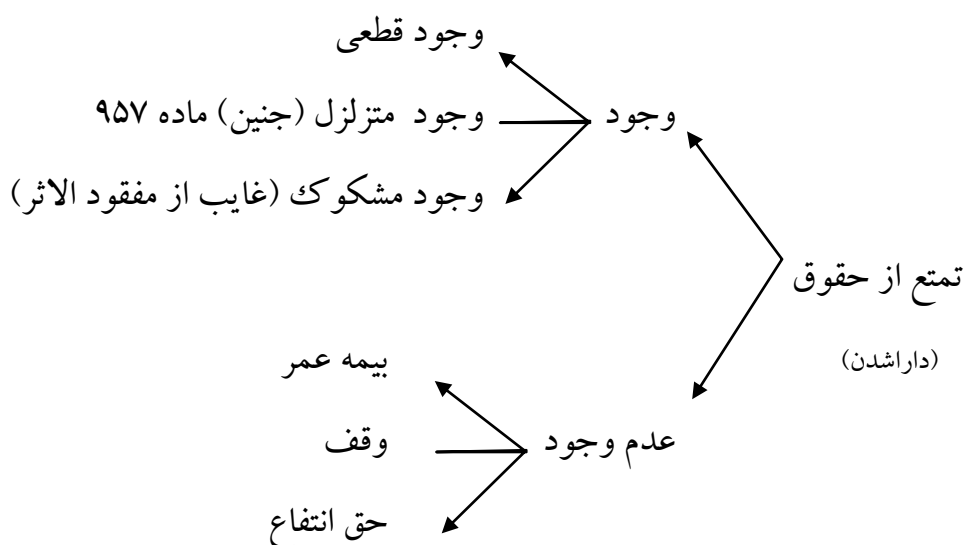 وجود قطعی
وجود متزلزل (جنین) ماده ۹۵۷
وجود
وجود مشکوک (غایب از مفقود الاثر)
تمتع از حقوق
(داراشدن)
بیمه عمر
عدم وجود
وقف
حق انتفاع